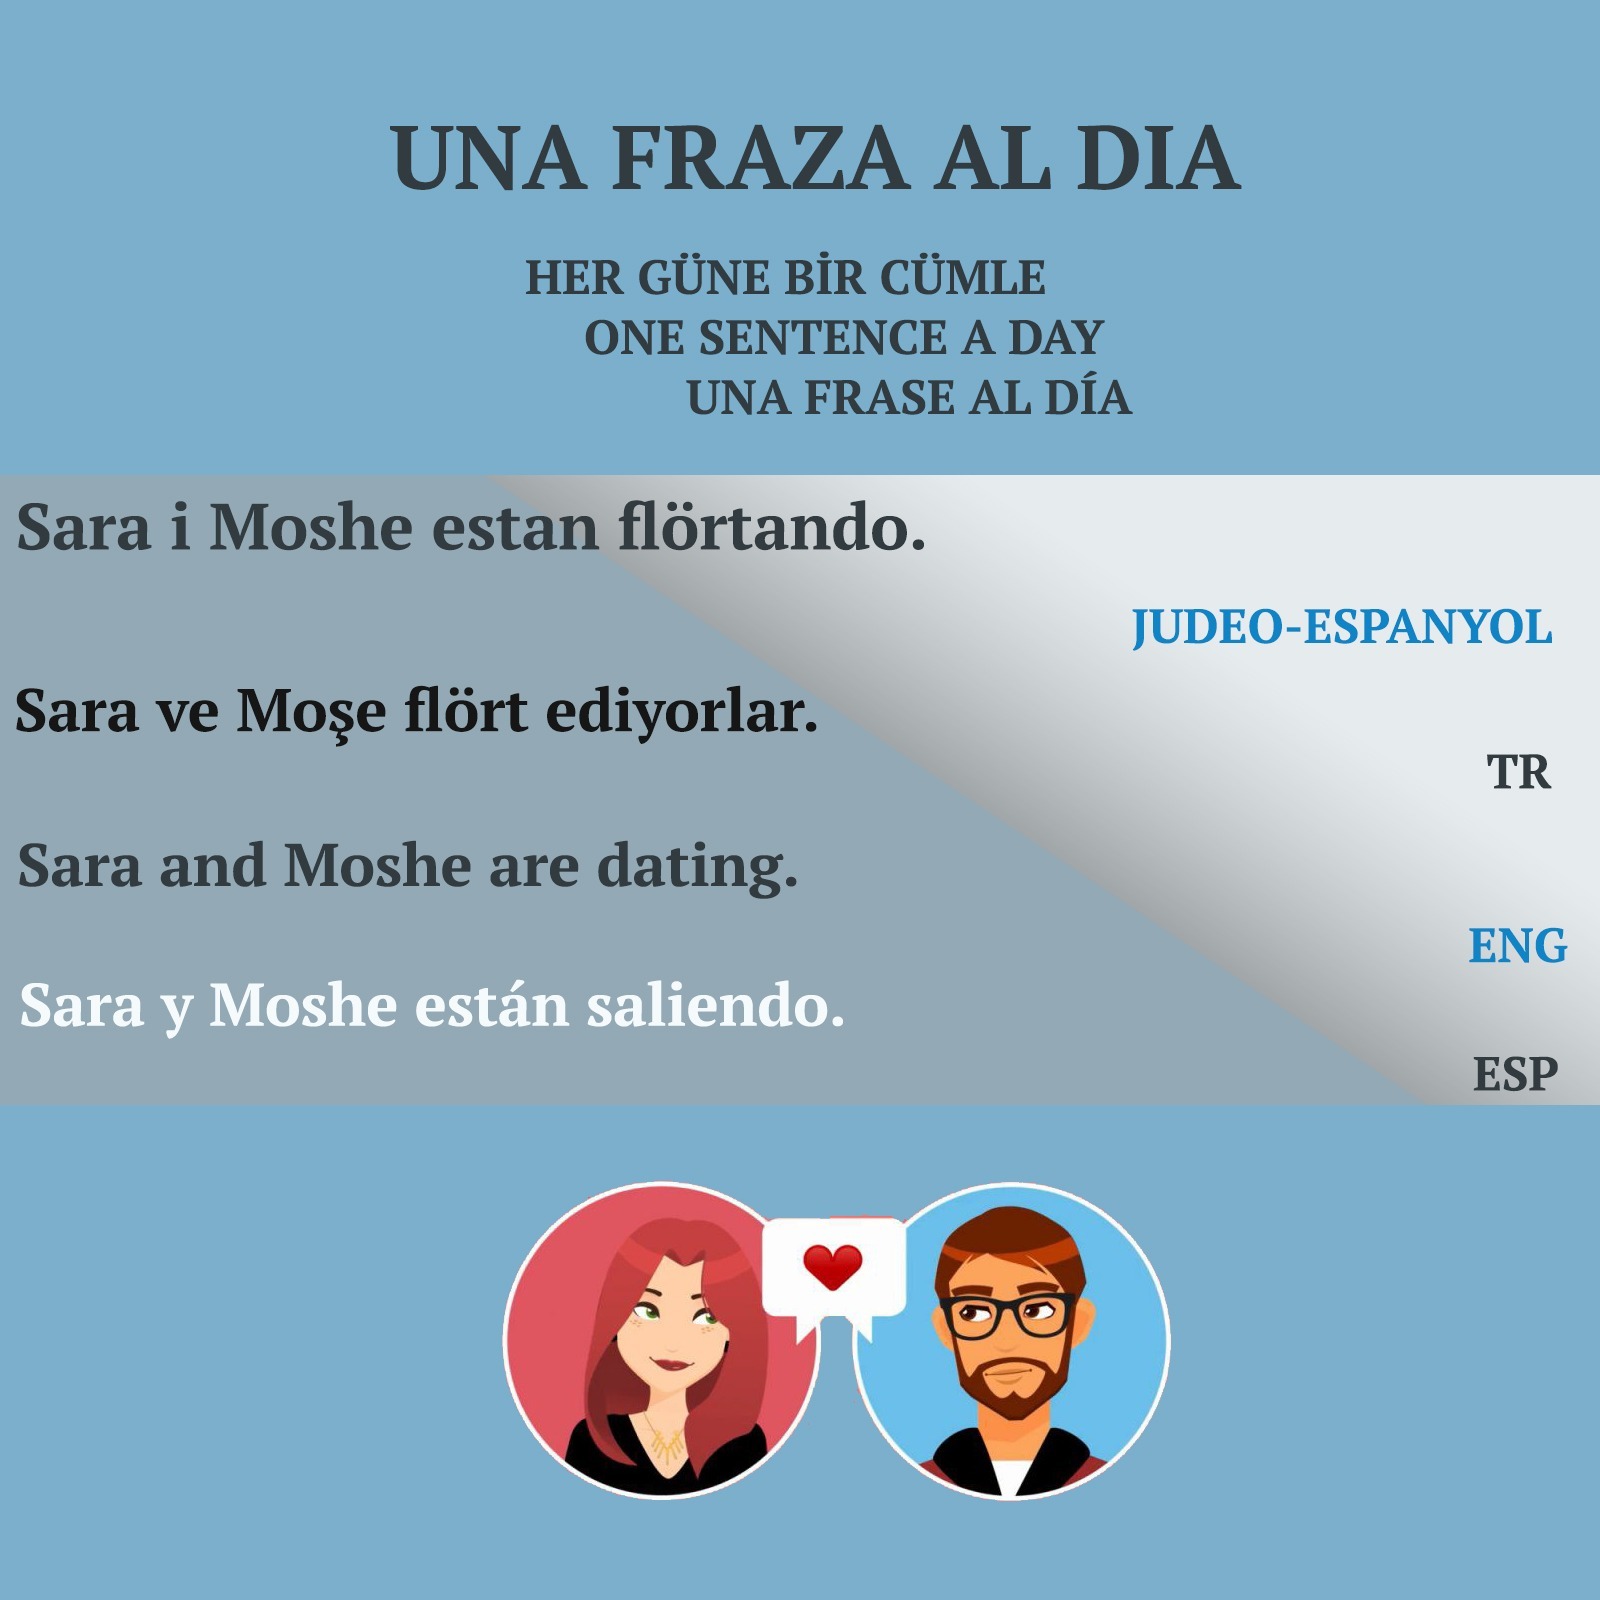 UNA FRAZA AL DIA
HER GÜNE BİR CÜMLE
ONE SENTENCE A DAY
UNA FRASE AL DÍA
Sara i Moshe estan flörtando.
JUDEO-ESPANYOL
Sara ve Moşe flört ediyorlar.
TR
Sara and Moshe are dating.
ENG
Sara y Moshe están saliendo.
ESP